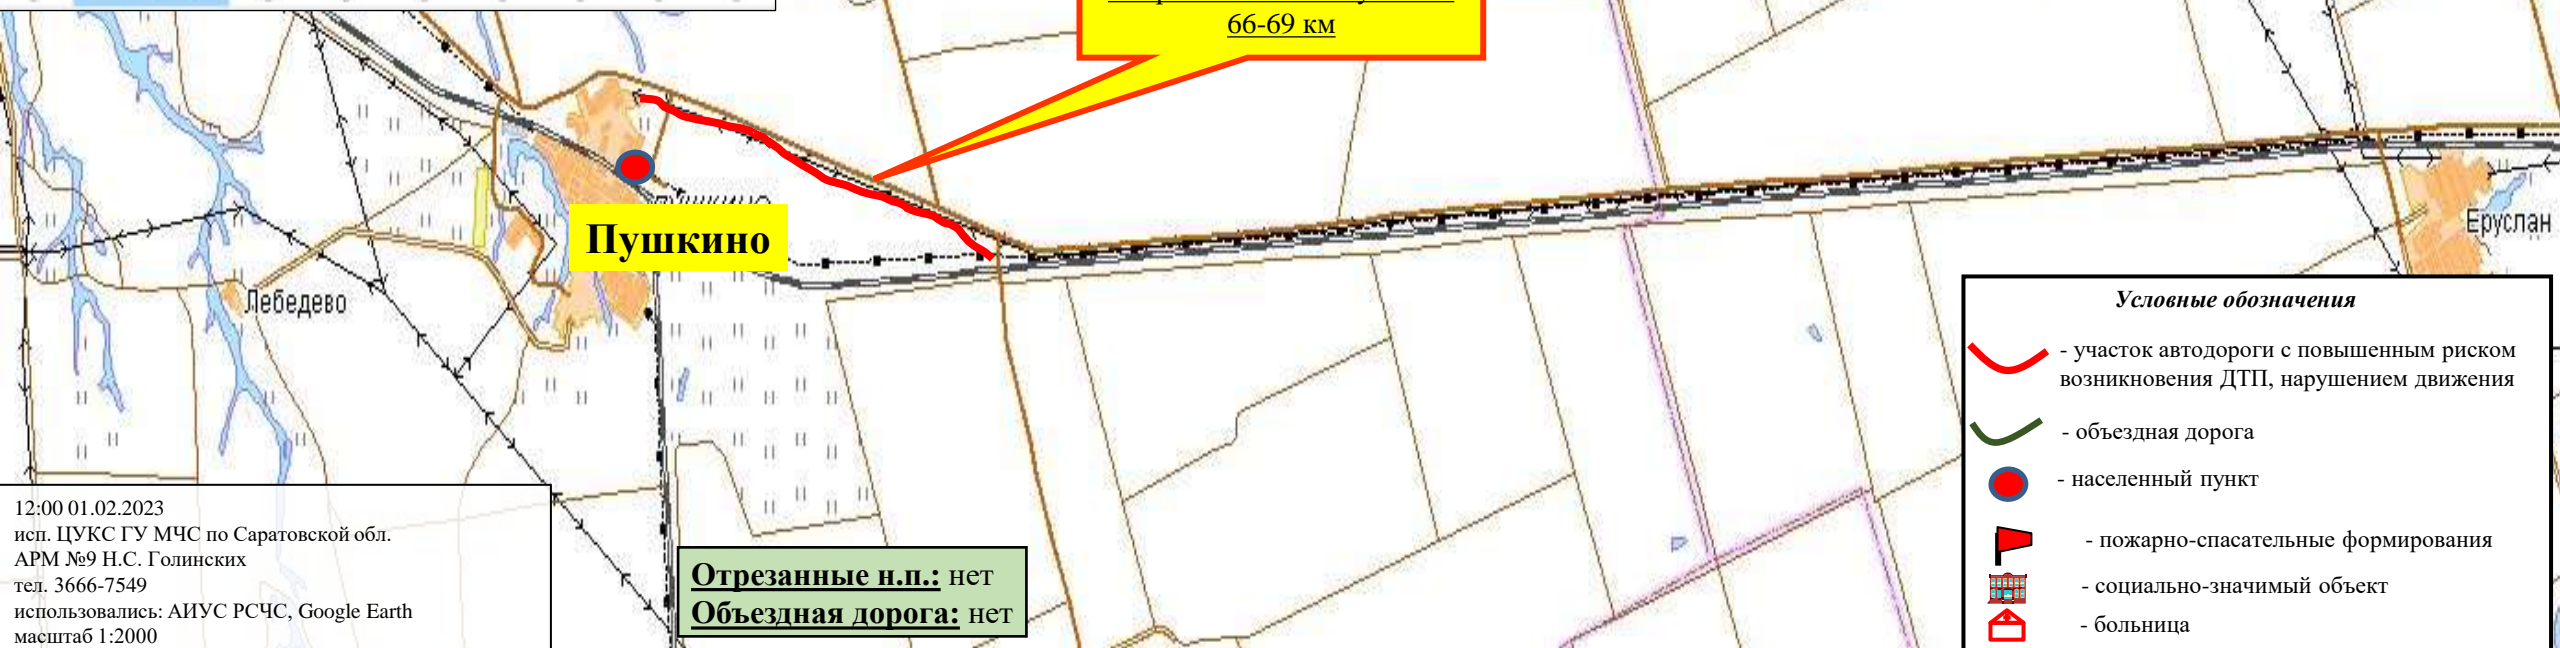 66-69 км
Пушкино
Лебедево
Еруслан
Условные обозначения
- участок автодороги с повышенным риском
возникновения ДТП, нарушением движения
- объездная дорога
- населенный пункт
- пожарно-спасательные формирования
- социально-значимый объект
- больница
12:00 01.02.2023
исп. ЦУКС ГУ МЧС по Саратовской обл.
АРМ №9 Н.С. Голинских
тел. 3666-7549
использовались: АИУС РСЧС, Google Earth
масштаб 1:2000
Отрезанные н.п.: нет
Объездная дорога: нет